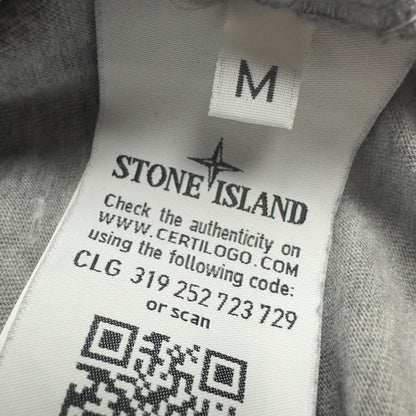 M
STONE ISLAND
Check the authenticity on
WWW.CERTILOGO.COM
using the following code:
CLG 319 252 723 729
or scan